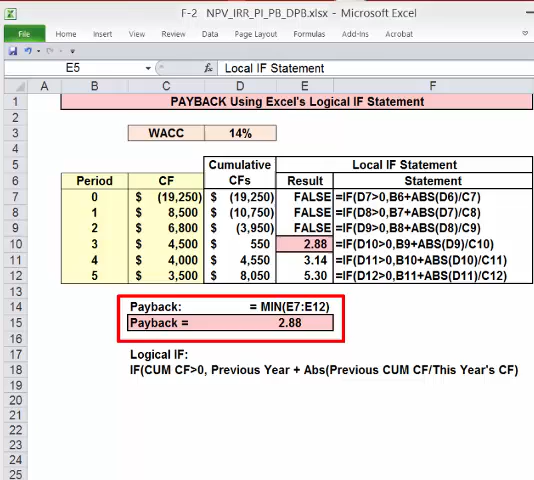 F-2 NPV_IRR_PI_PB_DPB.xlsx - Microsoft Excel
File Home Insert View Review Data Page Layout Formulas Add-Ins Acrobat
E5 fx Local IF Statement
A B C D E F
1 PAYBACK Using Excel's Logical IF Statement
2
3 WACC 14%
4
5 Cumulative Local IF Statement
6 Period CF CFs Result Statement
7 0 $ (19,250) $ (19,250) FALSE =IF(D7>0,B6+ABS(D6)/C7)
8 1 $ 8,500 $ (10,750) FALSE =IF(D8>0,B7+ABS(D7)/C8)
9 2 $ 6,800 $ (3,950) FALSE =IF(D9>0,B8+ABS(D8)/C9)
10 3 $ 4,500 $ 550 2.88 =IF(D10>0,B9+ABS(D9)/C10)
11 4 $ 4,000 $ 4,550 3.14 =IF(D11>0,B10+ABS(D10)/C11)
12 5 $ 3,500 $ 8,050 5.30 =IF(D12>0,B11+ABS(D11)/C12)
13
14 Payback: = MIN(E7:E12)
15 Payback = 2.88
16
17 Logical IF:
18 IF(CUM CF>0, Previous Year + Abs(Previous CUM CF/This Year's CF)
19
20
21
22
23
24
25